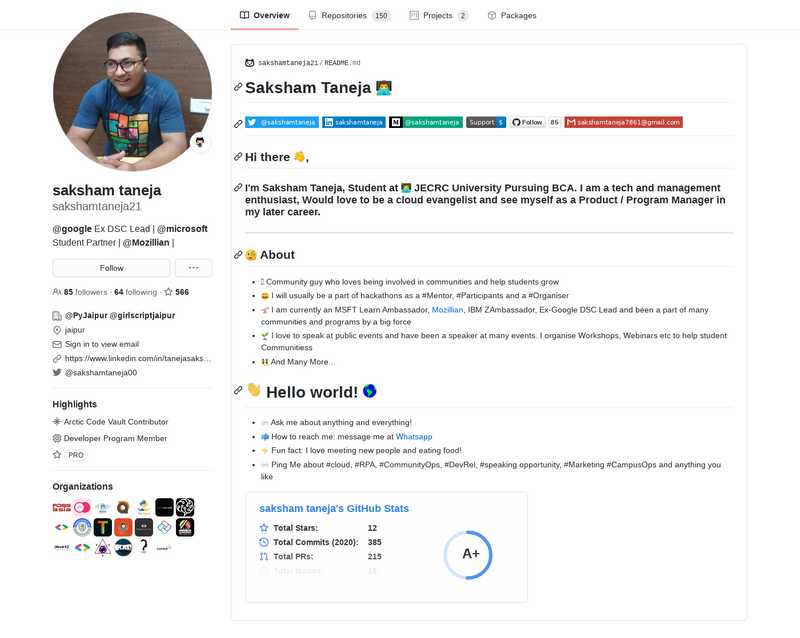 Overview
Repositories 150
Projects 2
Packages
saksham taneja
sakshamtaneja21
@google Ex DSC Lead | @microsoft
Student Partner | @Mozillian |
Follow
...
85 followers · 64 following · 566
@PyJaipur @girlscriptjaipur
jaipur
Sign in to view email
https://www.linkedin.com/in/tanejasaks...
@sakshamtaneja00
Highlights
Arctic Code Vault Contributor
Developer Program Member
PRO
Organizations
FOSS
ASIA
sakshamtaneja21 / README.md
Saksham Taneja 👨‍💻
@sakshamtaneja
@sakshamtaneja
@sakshamtaneja
Support $
Follow 85
sakshamtaneja7861@gmail.com
Hi there 👋,
I'm Saksham Taneja, Student at 👨‍💻 JECRC University Pursuing BCA. I am a tech and management
enthusiast, Would love to be a cloud evangelist and see myself as a Product / Program Manager in
my later career.
🧐 About
Community guy who loves being involved in communities and help students grow
😄 I will usually be a part of hackathons as a #Mentor, #Participants and a #Organiser
I am currently an MSFT Learn Ambassador, Mozillian, IBM ZAmbassador, Ex-Google DSC Lead and been a part of many
communities and programs by a big force
🌱 I love to speak at public events and have been a speaker at many events. I organise Workshops, Webinars etc to help student
Communitiess
And Many More...
👋 Hello world! 🌎
Ask me about anything and everything!
📫 How to reach me: message me at Whatsapp
⚡ Fun fact: I love meeting new people and eating food!
Ping Me about #cloud, #RPA, #CommunityOps, #DevRel, #speaking opportunity, #Marketing #CampusOps and anything you
like
saksham taneja's GitHub Stats
Total Stars: 12
Total Commits (2020): 385
Total PRs: 215
A+